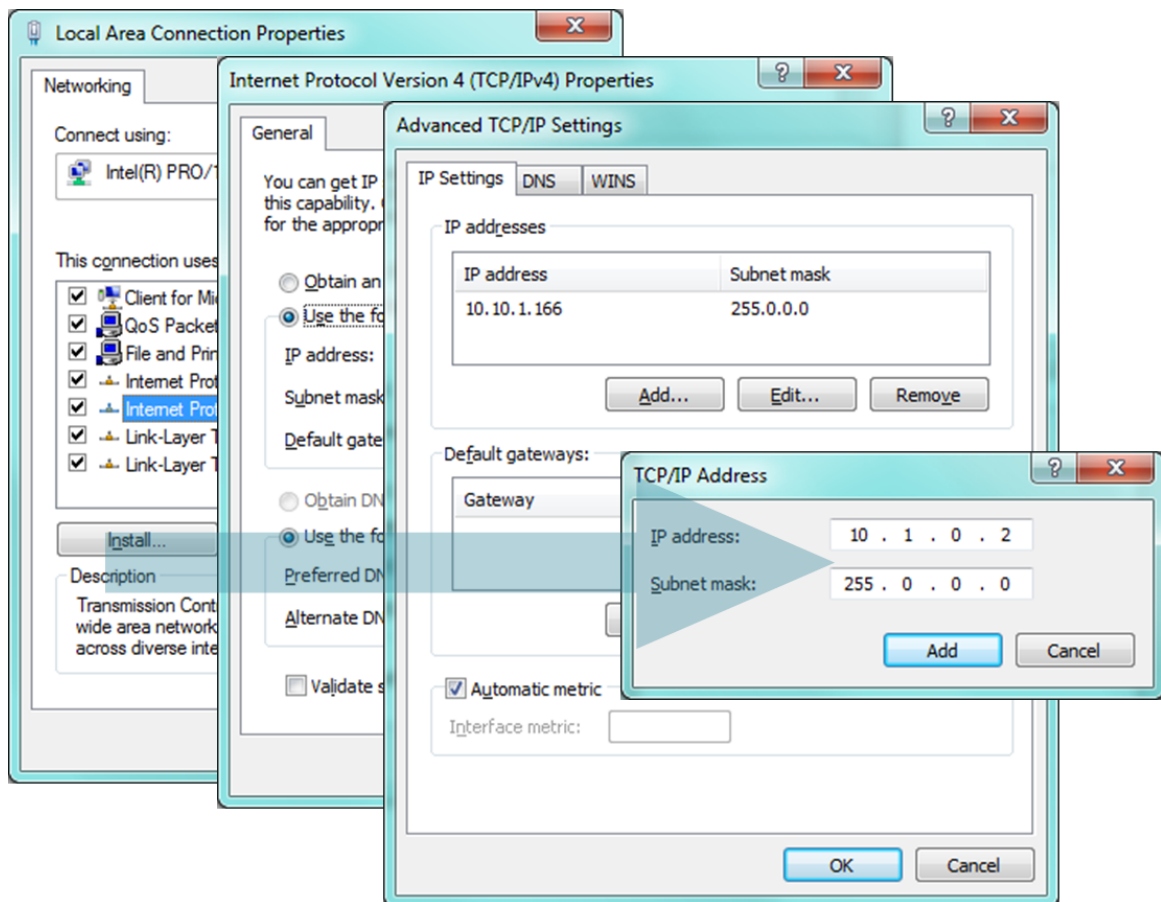 Local Area Connection Properties
Networking
Connect using:
Intel(R) PRO/1
This connection uses
Client for Mi
QoS Packet
File and Prin
Internet Prot
Internet Prot
Link-Layer T
Link-Layer T
Install...
Description
Transmission Cont
wide area network
across diverse inte
Internet Protocol Version 4 (TCP/IPv4) Properties
General
You can get IP
this capability.
for the appropr
Obtain an
Use the fo
IP address:
Subnet mask
Default gate
Obtain DN
Use the fo
Preferred DN
Alternate DN
Validate s
Advanced TCP/IP Settings
IP Settings DNS WINS
IP addresses
IP address Subnet mask
10.10.1.166 255.0.0.0
Add... Edit... Remove
Default gateways:
Gateway
Automatic metric
Interface metric:
OK Cancel
TCP/IP Address
IP address: 10 . 1 . 0 . 2
Subnet mask: 255 . 0 . 0 . 0
Add Cancel